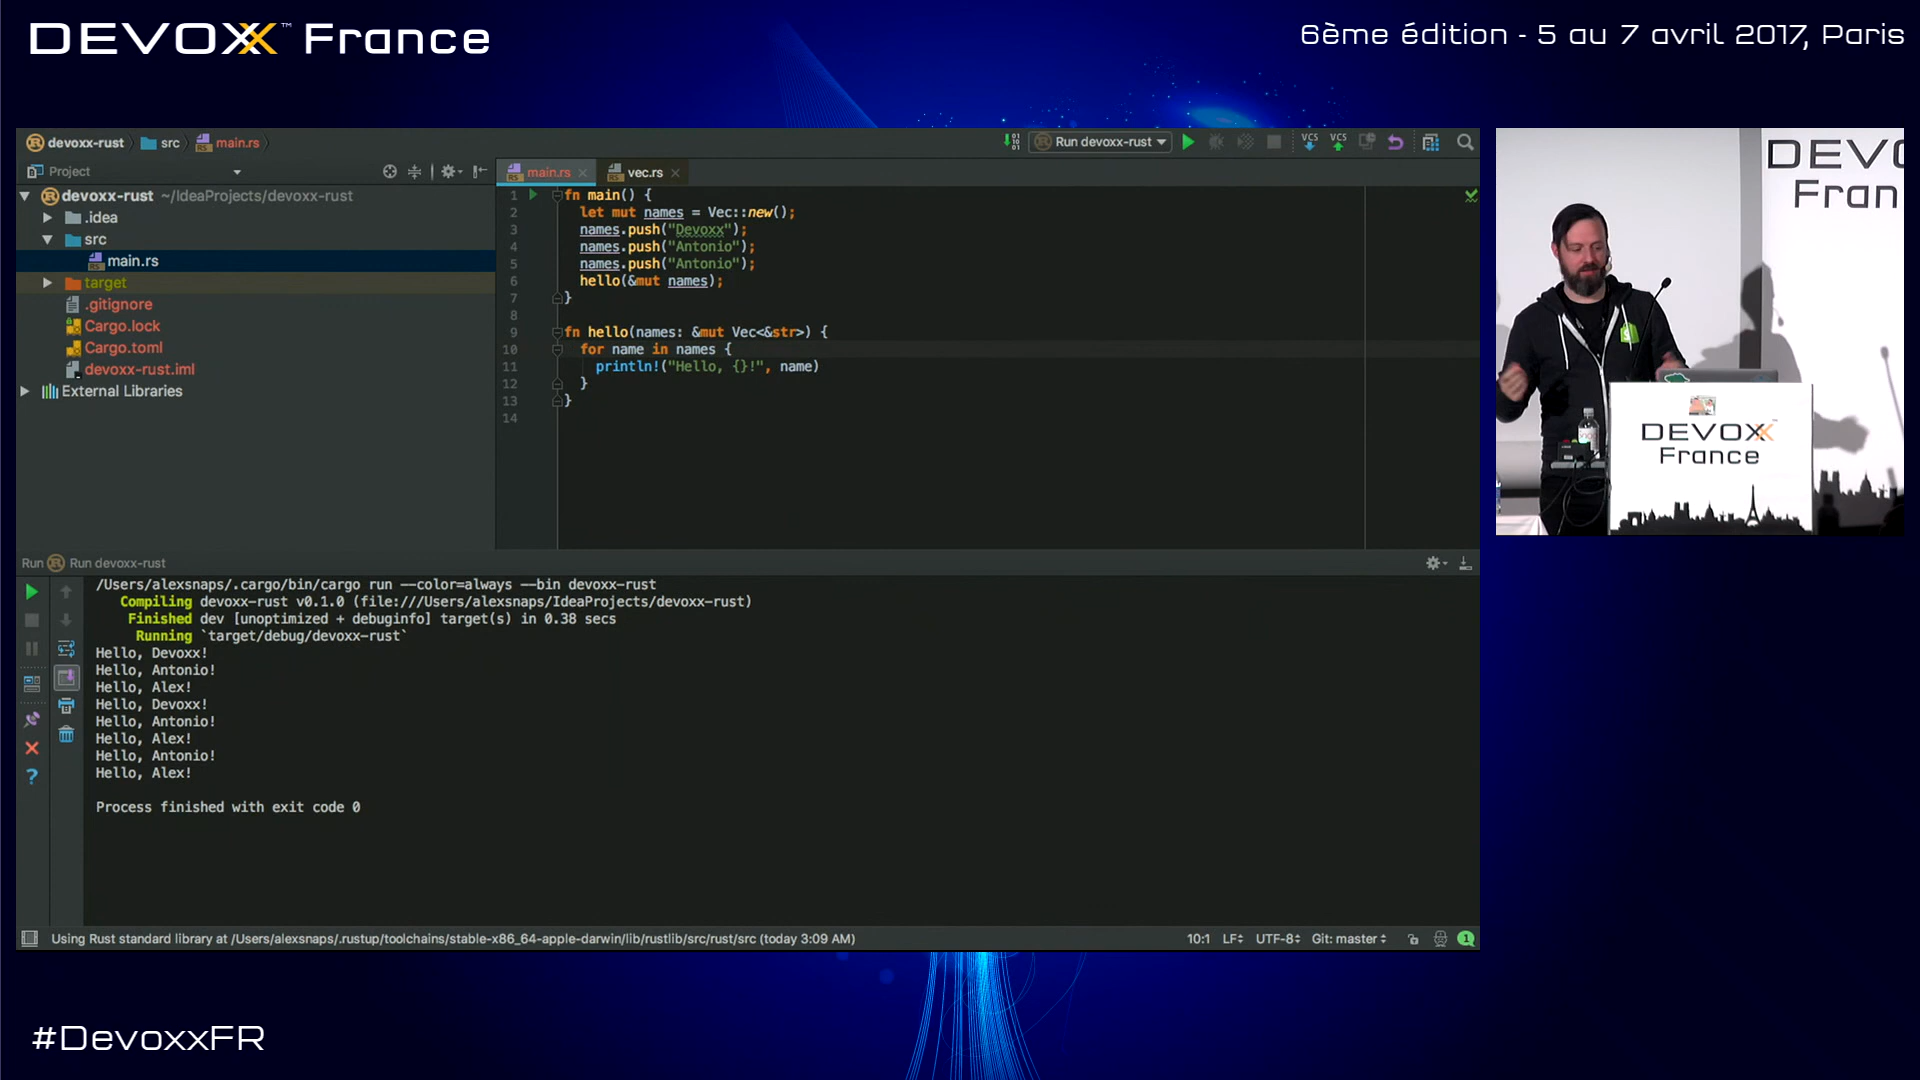 DEVOXX™ France
6ème édition - 5 au 7 avril 2017, Paris
devoxx-rust src main.rs
Run devoxx-rust
VCS VCS
Project
main.rs vec.rs
devoxx-rust ~/IdeaProjects/devoxx-rust
.idea
src
main.rs
target
.gitignore
Cargo.lock
Cargo.toml
devoxx-rust.iml
External Libraries
1 fn main() {
2 let mut names = Vec::new();
3 names.push("Devoxx");
4 names.push("Antonio");
5 names.push("Antonio");
6 hello(&mut names);
7 }
8
9 fn hello(names: &mut Vec<&str>) {
10 for name in names {
11 println!("Hello, {}!", name)
12 }
13 }
14
Run Run devoxx-rust
/Users/alexsnaps/.cargo/bin/cargo run --color=always --bin devoxx-rust
Compiling devoxx-rust v0.1.0 (file:///Users/alexsnaps/IdeaProjects/devoxx-rust)
Finished dev [unoptimized + debuginfo] target(s) in 0.38 secs
Running `target/debug/devoxx-rust`
Hello, Devoxx!
Hello, Antonio!
Hello, Alex!
Hello, Devoxx!
Hello, Antonio!
Hello, Alex!
Hello, Antonio!
Hello, Alex!
Process finished with exit code 0
Using Rust standard library at /Users/alexsnaps/.rustup/toolchains/stable-x86_64-apple-darwin/lib/rustlib/src/rust/src (today 3:09 AM)
10:1 LF UTF-8 Git: master 1
DEVO
Fran
DEVOXX
France
#DevoxxFR